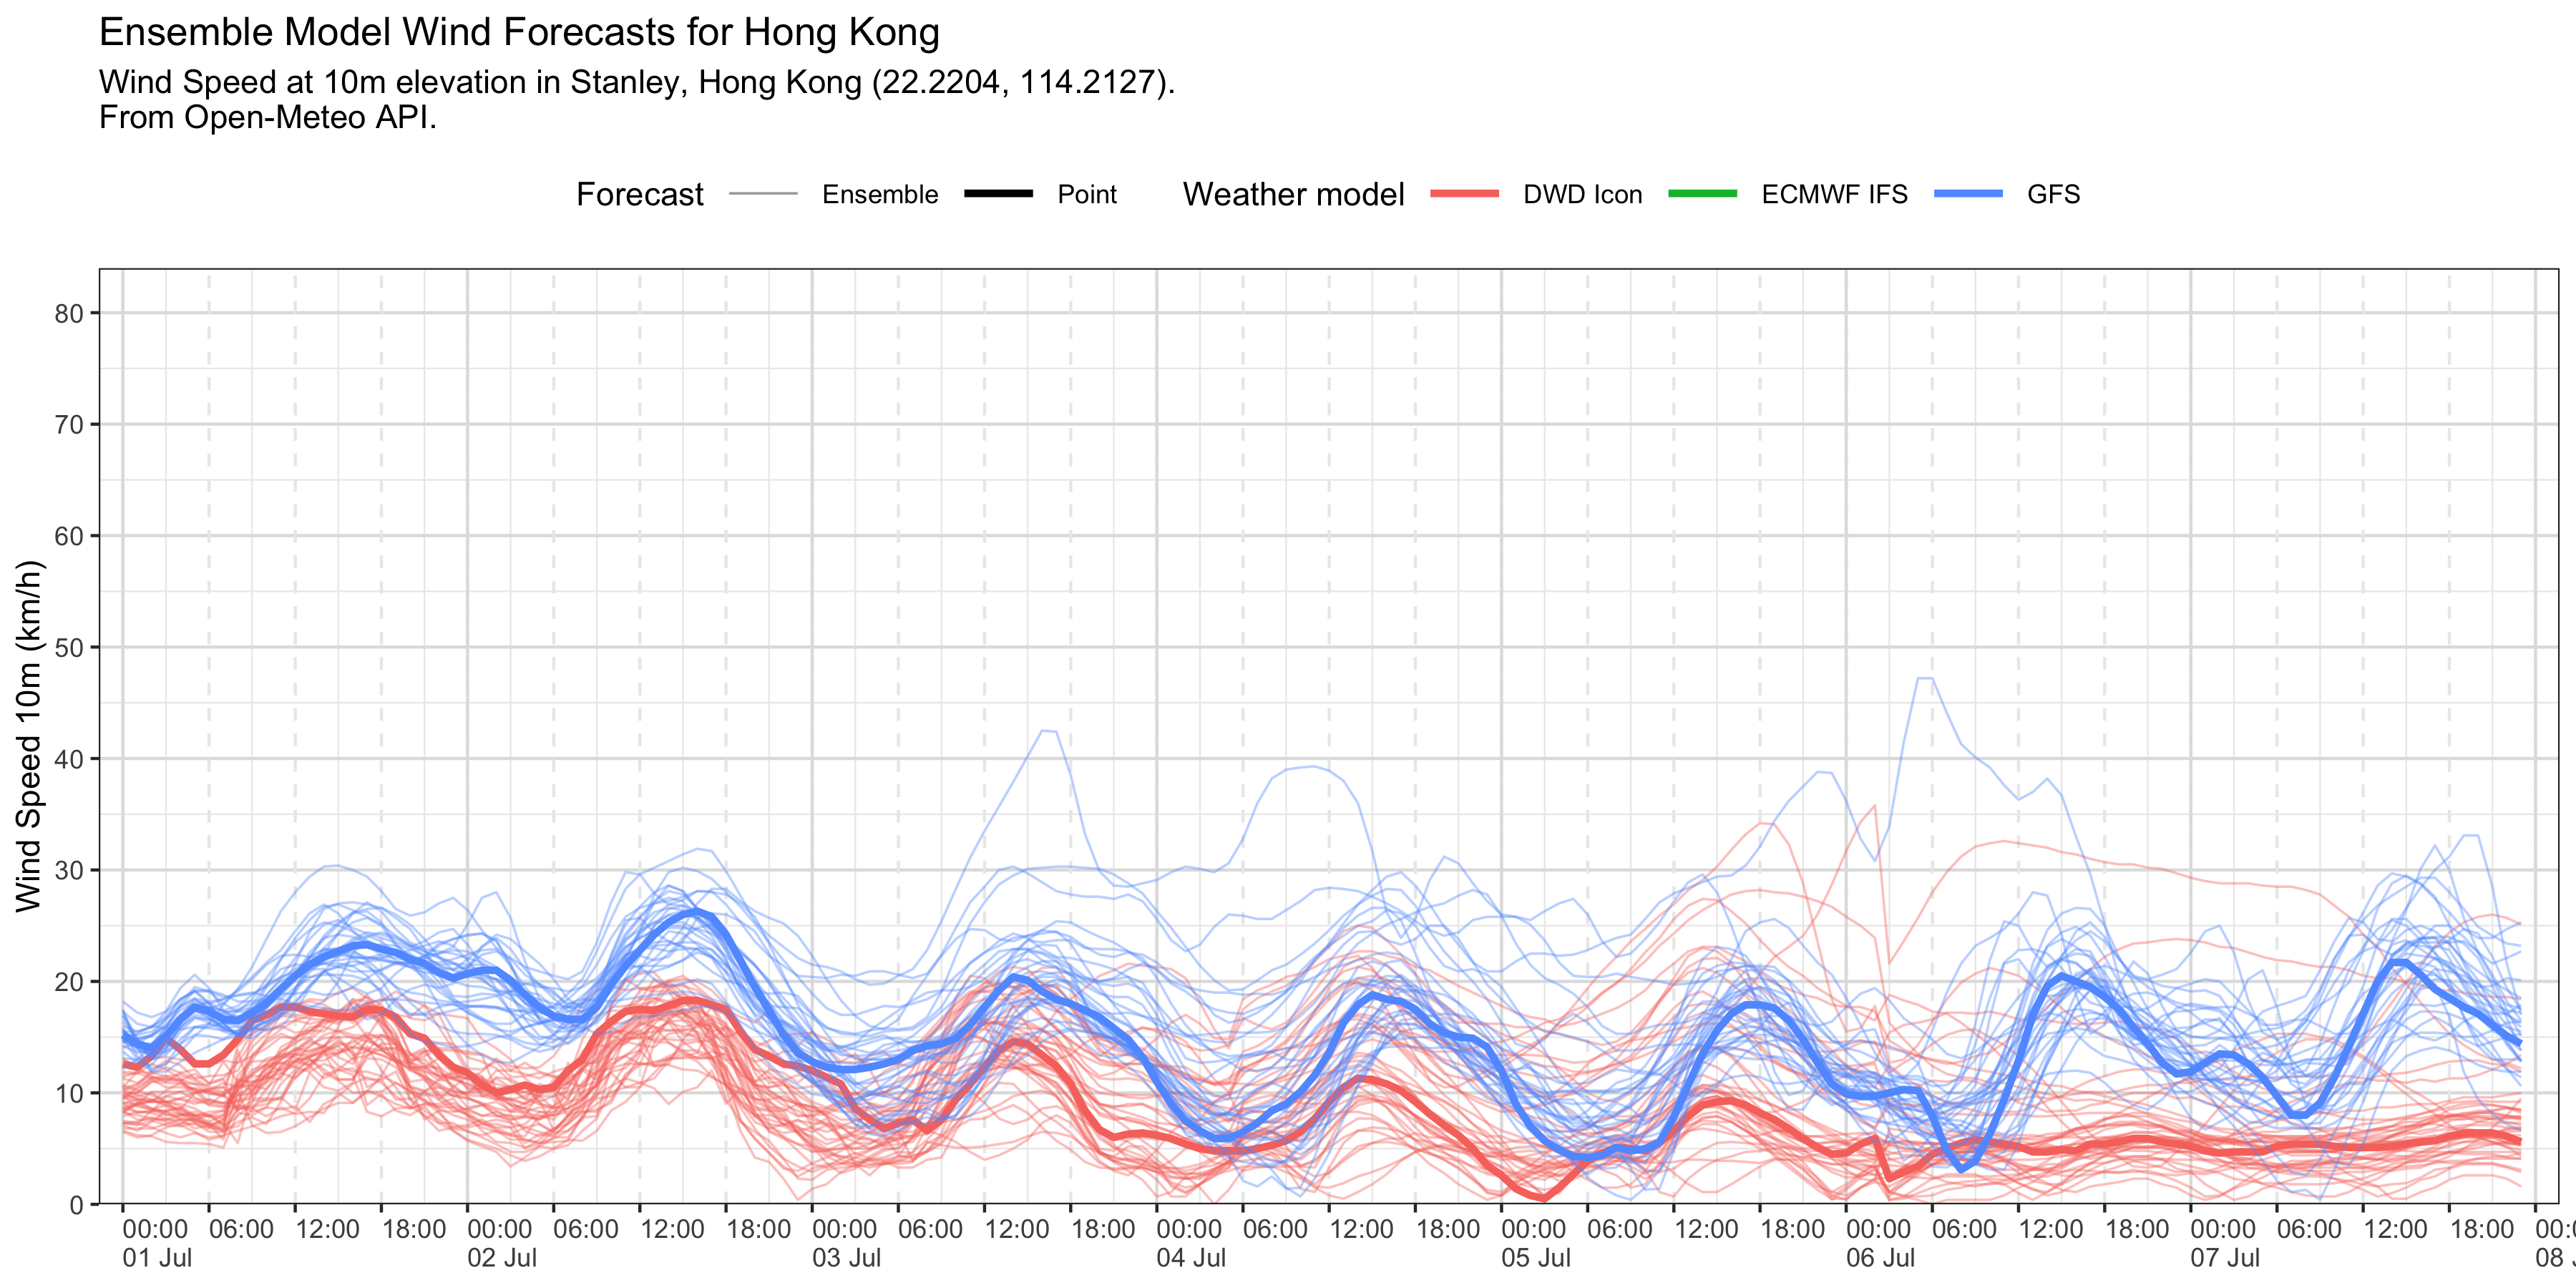 Ensemble Model Wind Forecasts for Hong Kong
Wind Speed at 10m elevation in Stanley, Hong Kong (22.2204, 114.2127).
From Open-Meteo API.
Forecast Ensemble Point Weather model DWD Icon ECMWF IFS GFS
Wind Speed 10m (km/h)
80
70
60
50
40
30
20
10
0
00:00 06:00 12:00 18:00 00:00 06:00 12:00 18:00 00:00 06:00 12:00 18:00 00:00 06:00 12:00 18:00 00:00 06:00 12:00 18:00 00:00 06:00 12:00 18:00 00:00 06:00 12:00 18:00
01 Jul 02 Jul 03 Jul 04 Jul 05 Jul 06 Jul 07 Jul 08